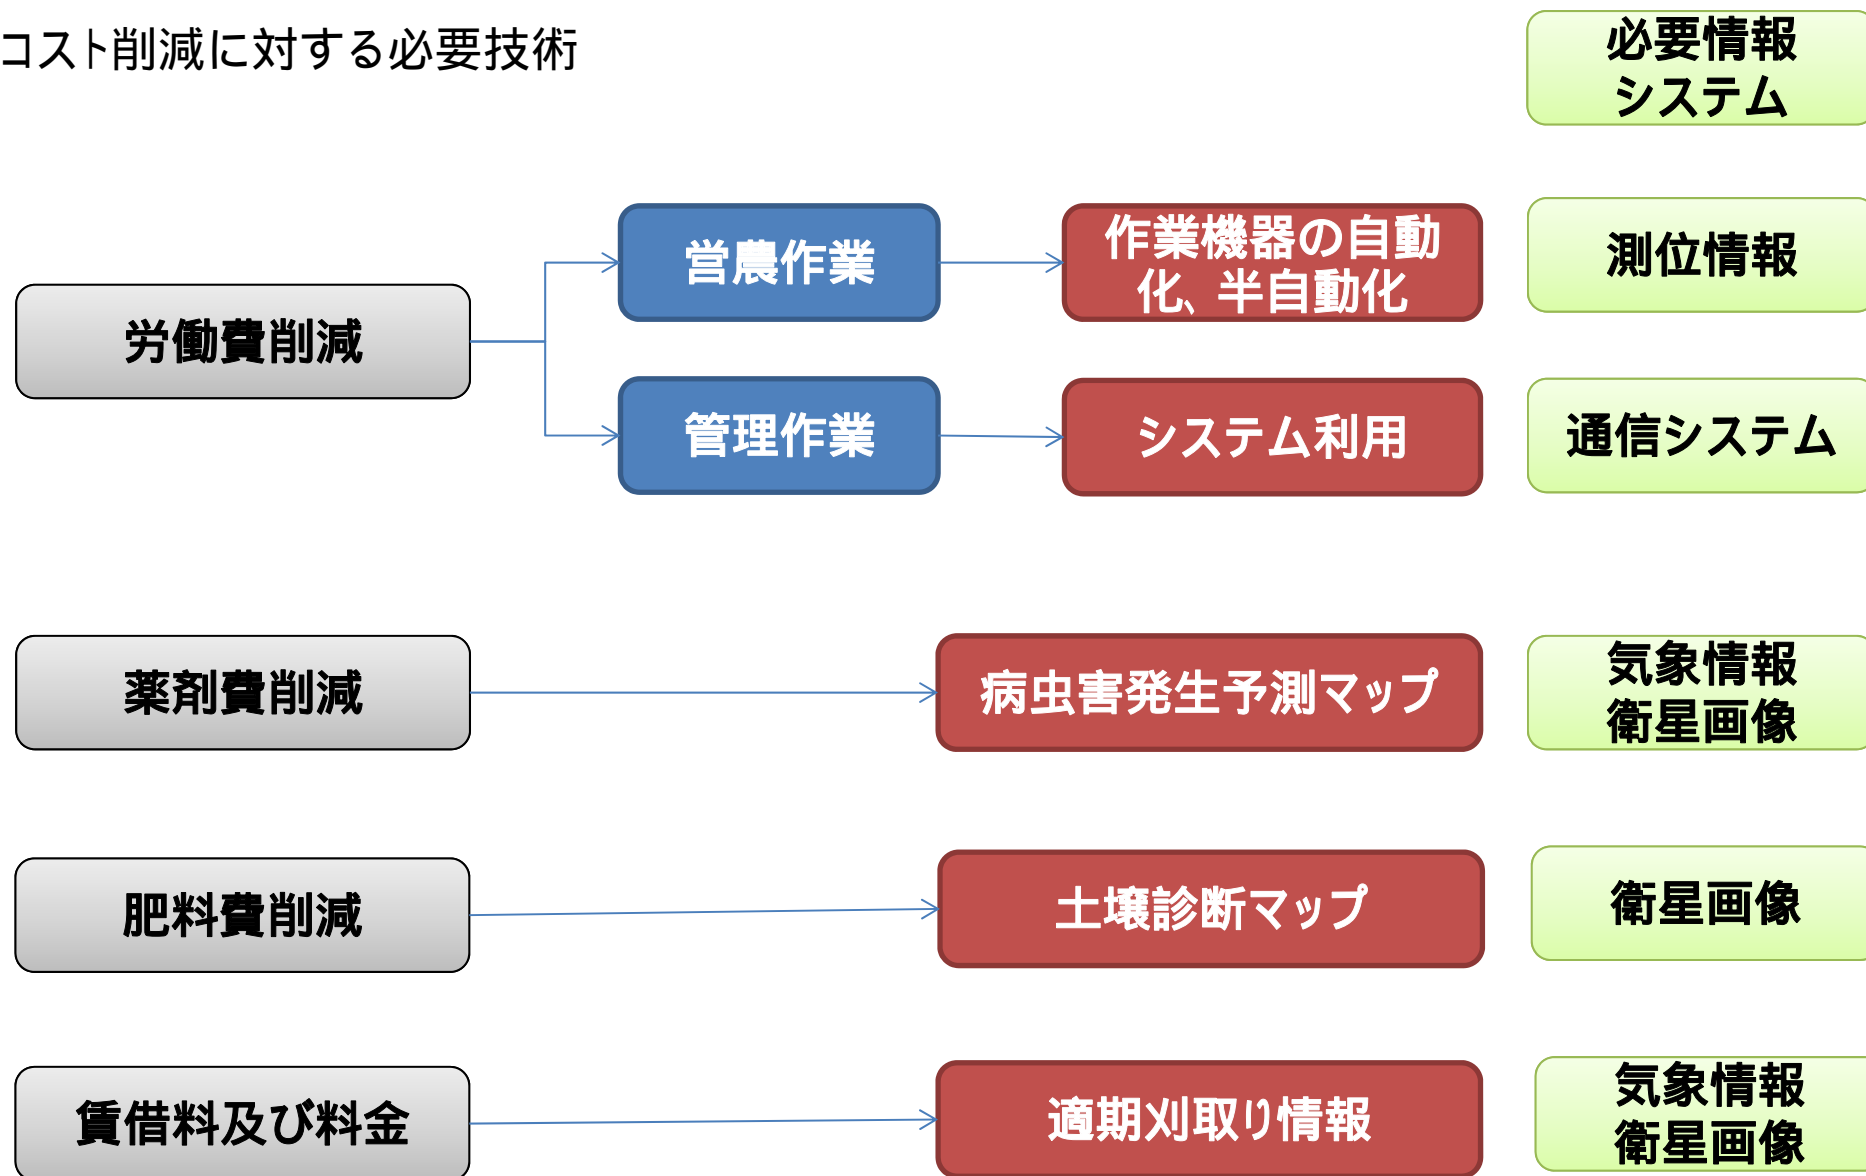 コスト削減に対する必要技術
必要情報
システム
労働費削減
営農作業
作業機器の自動
化、半自動化
測位情報
管理作業
システム利用
通信システム
薬剤費削減
病虫害発生予測マップ
気象情報
衛星画像
肥料費削減
土壌診断マップ
衛星画像
賃借料及び料金
適期刈取り情報
気象情報
衛星画像